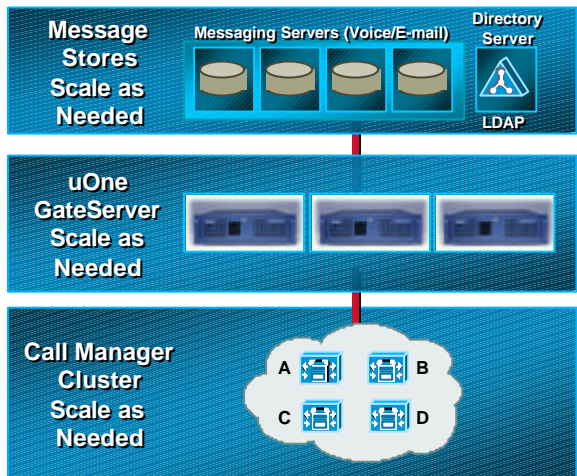 Message
Stores
Scale as
Needed
Messaging Servers (Voice/E-mail)
Directory
Server
LDAP
uOne
GateServer
Scale as
Needed
Call Manager
Cluster
Scale as
Needed
A
B
C
D